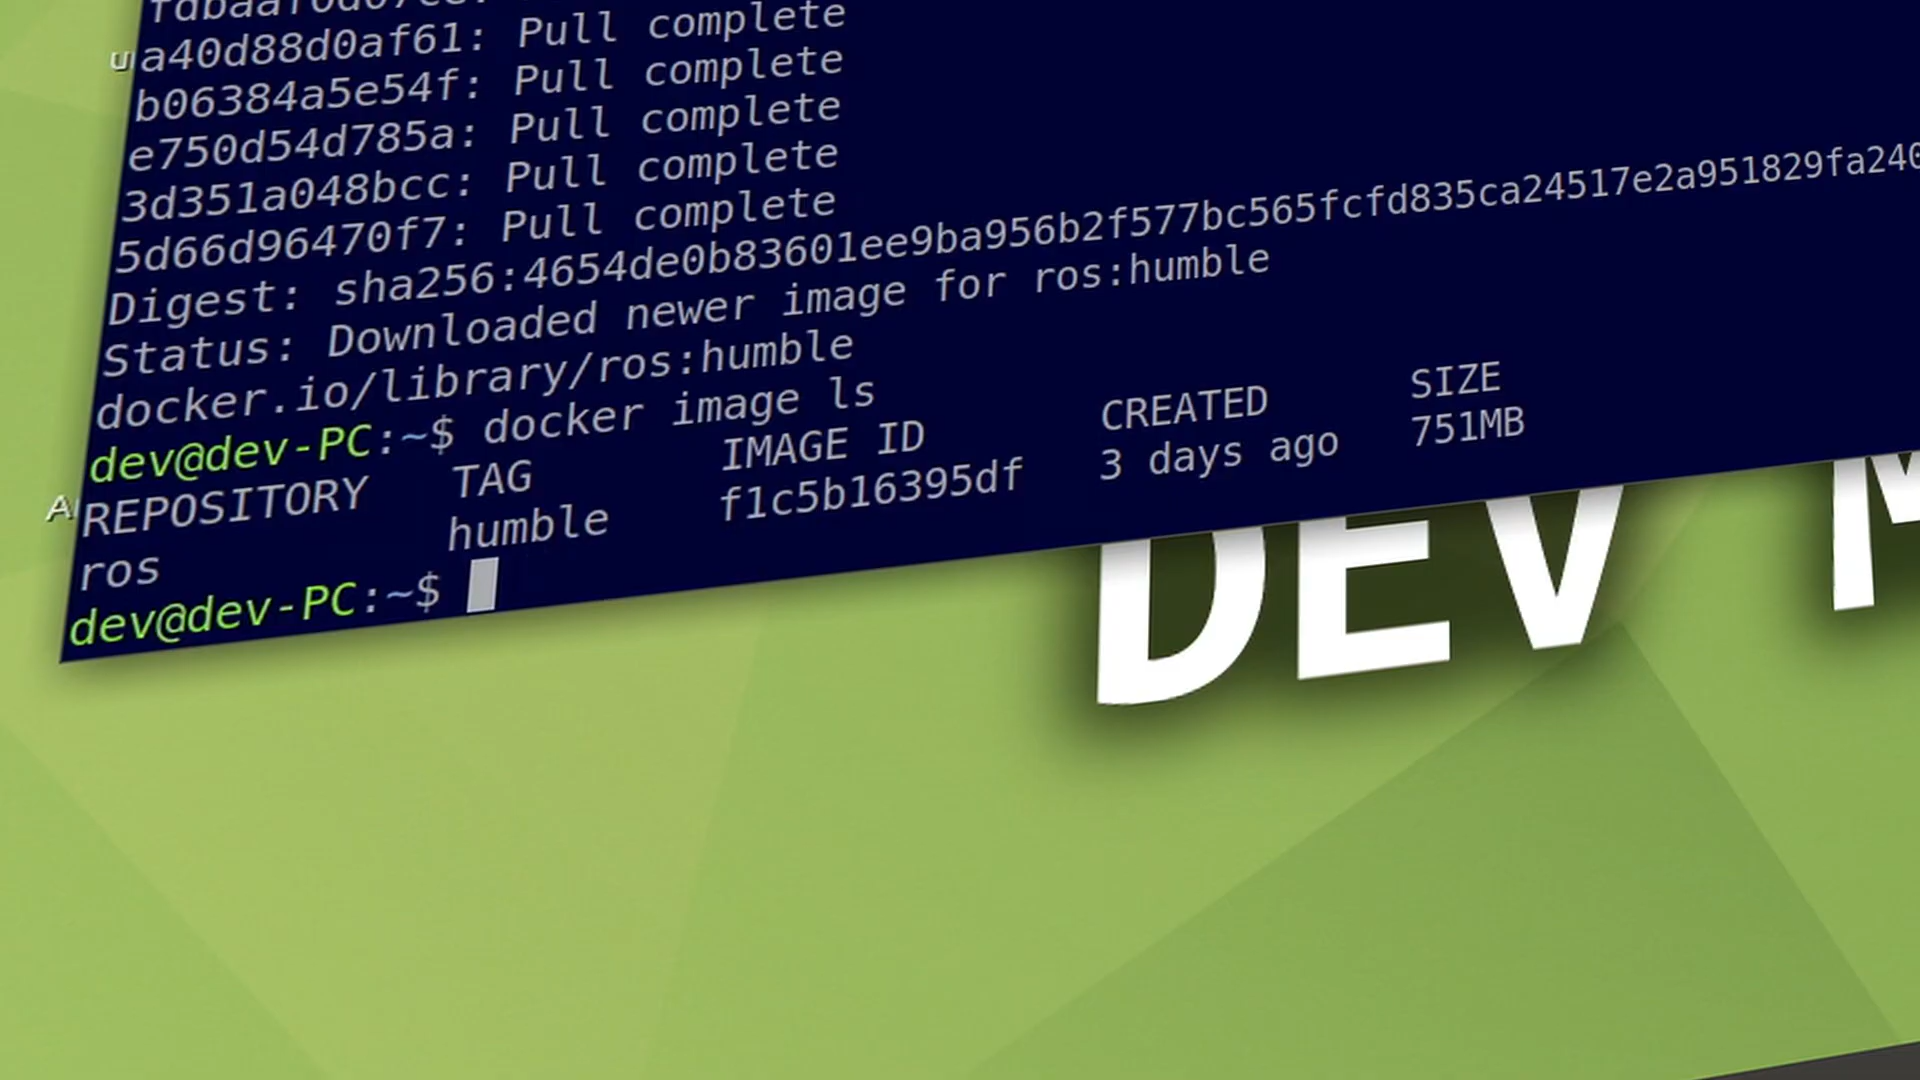 a40d88d0af61: Pull complete
b06384a5e54f: Pull complete
e750d54d785a: Pull complete
3d351a048bcc: Pull complete
5d66d96470f7: Pull complete
Digest: sha256:4654de0b83601ee9ba956b2f577bc565fcfd835ca24517e2a951829fa240
Status: Downloaded newer image for ros:humble
docker.io/library/ros:humble
dev@dev-PC:~$ docker image ls
REPOSITORY TAG IMAGE ID CREATED SIZE
ros humble f1c5b16395df 3 days ago 751MB
dev@dev-PC:~$
DEV